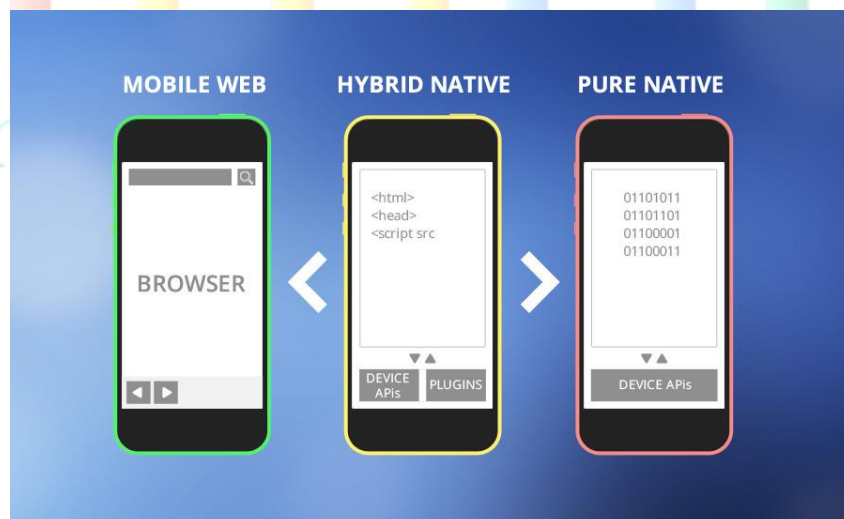 MOBILE WEB
HYBRID NATIVE
PURE NATIVE
BROWSER
<html>
<head>
<script src
DEVICE
APis
PLUGINS
01101011
01101101
01100001
01100011
DEVICE APis